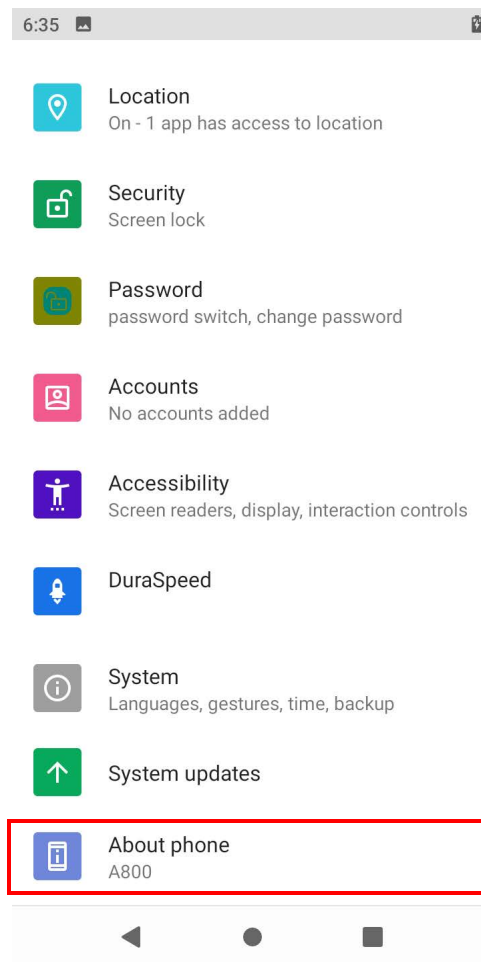 6:35
Location
On - 1 app has access to location
Security
Screen lock
Password
password switch, change password
Accounts
No accounts added
Accessibility
Screen readers, display, interaction controls
DuraSpeed
System
Languages, gestures, time, backup
System updates
About phone
A800